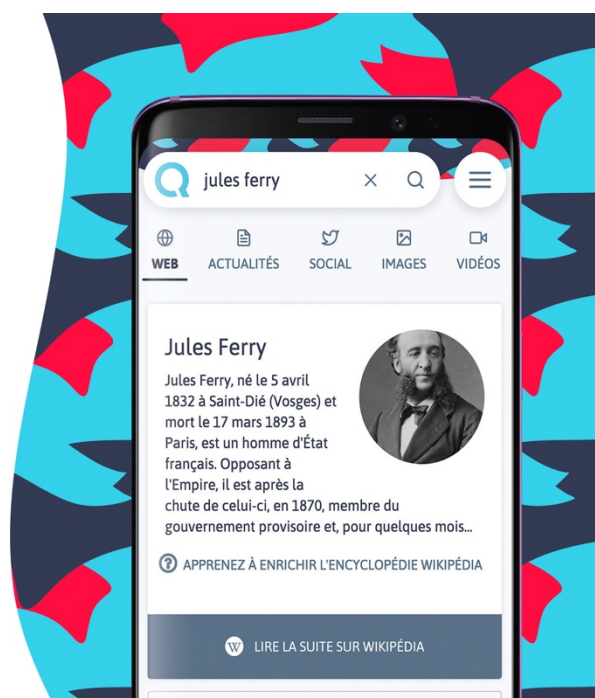 jules ferry
WEB
ACTUALITÉS
SOCIAL
IMAGES
VIDÉOS
Jules Ferry
Jules Ferry, né le 5 avril
1832 à Saint-Dié (Vosges) et
mort le 17 mars 1893 à
Paris, est un homme d'État
français. Opposant à
l'Empire, il est après la
chute de celui-ci, en 1870, membre du
gouvernement provisoire et, pour quelques mois...
APPRENEZ À ENRICHIR L'ENCYCLOPÉDIE WIKIPÉDIA
W LIRE LA SUITE SUR WIKIPÉDIA